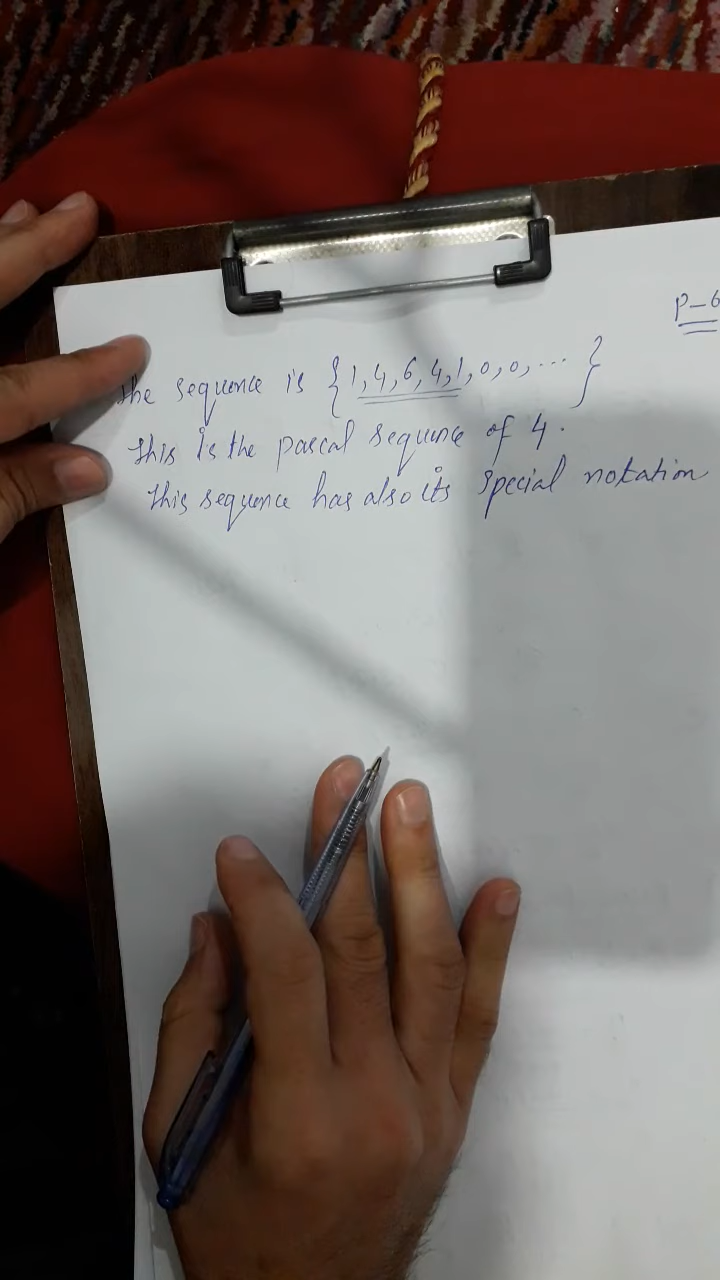 P-6
the sequence is {1,4,6,4,1,0,0,... }
this is the pascal sequence of 4.
this sequence has also its special notation